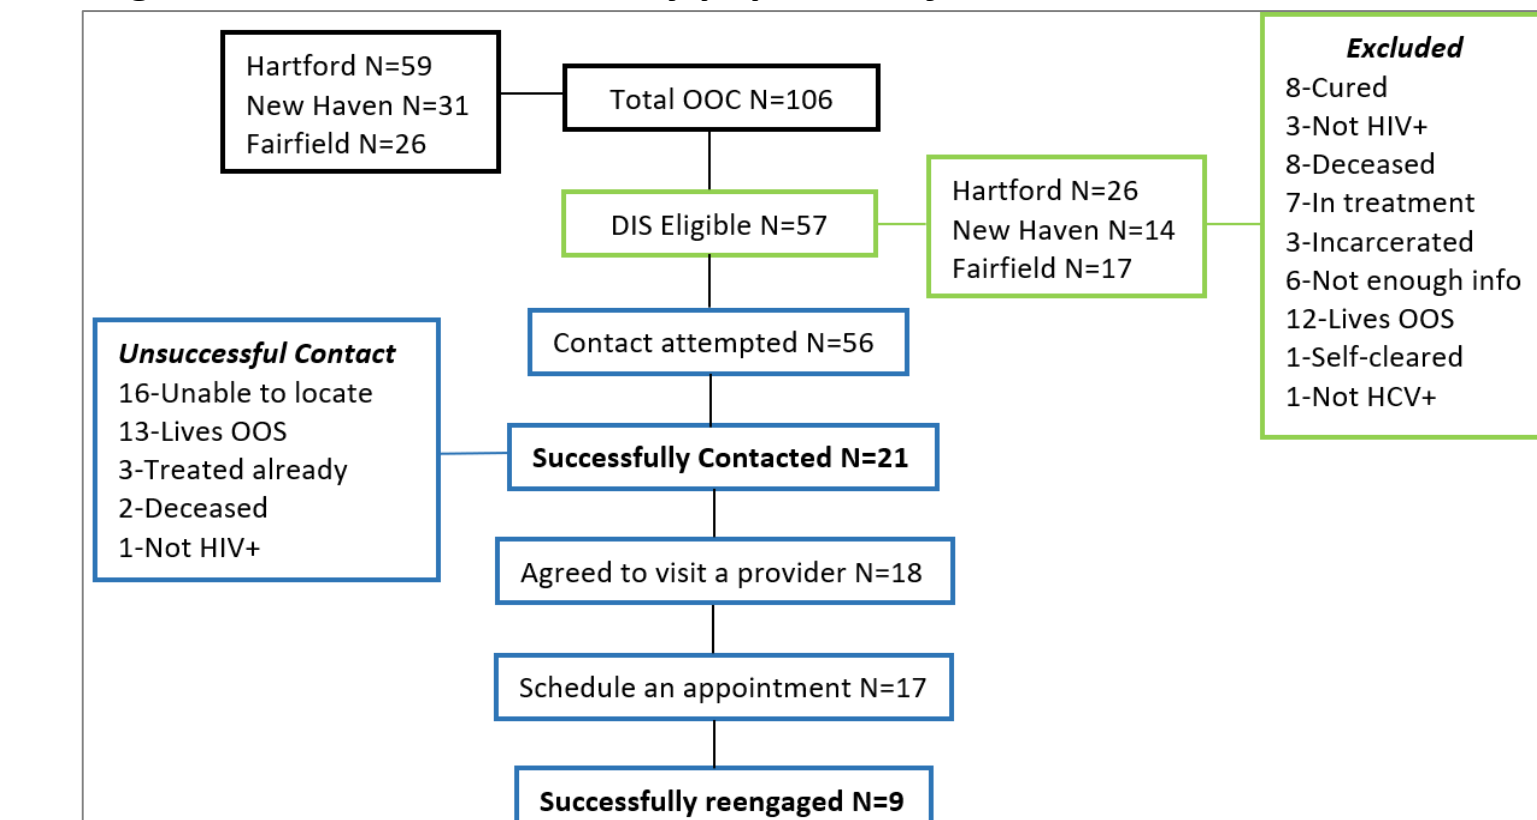 Hartford N=59
New Haven N=31
Fairfield N=26
Total OOC N=106
DIS Eligible N=57
Hartford N=26
New Haven N=14
Fairfield N=17
Excluded
8-Cured
3-Not HIV+
8-Deceased
7-In treatment
3-Incarcerated
6-Not enough info
12-Lives OOS
1-Self-cleared
1-Not HCV+
Contact attempted N=56
Unsuccessful Contact
16-Unable to locate
13-Lives OOS
3-Treated already
2-Deceased
1-Not HIV+
Successfully Contacted N=21
Agreed to visit a provider N=18
Schedule an appointment N=17
Successfully reengaged N=9